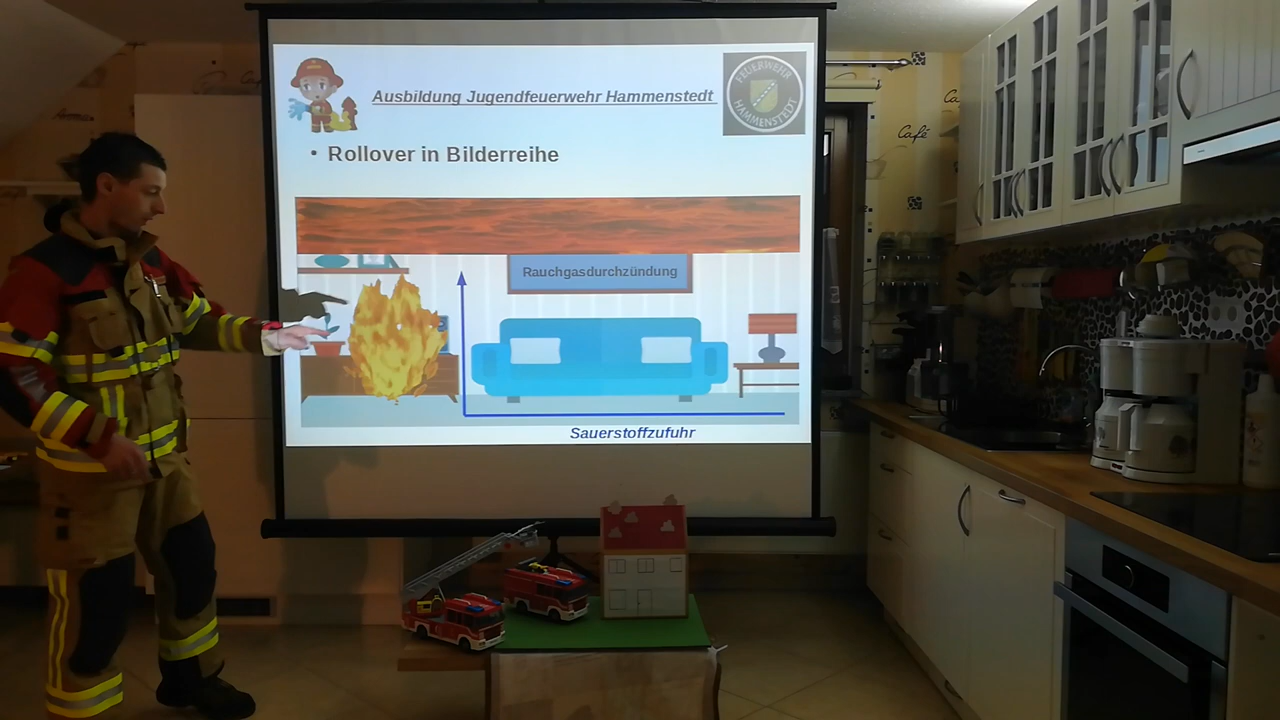 Ausbildung Jugendfeuerwehr Hammenstedt
FEUERWEHR
HAMMENSTEDT
• Rollover in Bilderreihe
Rauchgasdurchzündung
Sauerstoffzufuhr
Café